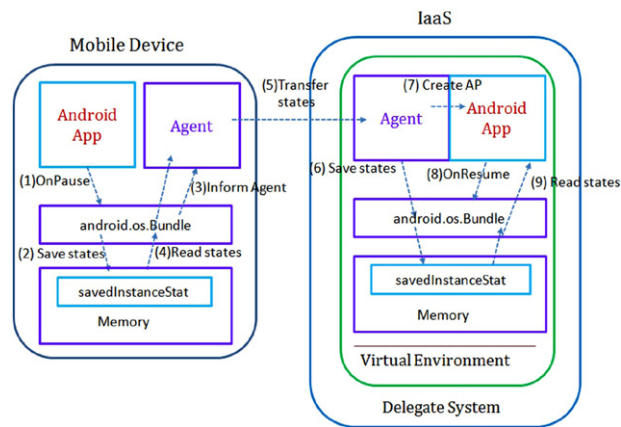 IaaS
Mobile Device
Android
App
Agent
(5)Transfer
states
(7) Create AP
Agent
Android
App
(1)OnPause
(3)Inform Agent
(6) Save states
(8)OnResume
(9) Read states
android.os.Bundle
android.os.Bundle
(2) Save states
(4)Read states
savedInstanceStat
Memory
savedInstanceStat
Memory
Virtual Environment
Delegate System